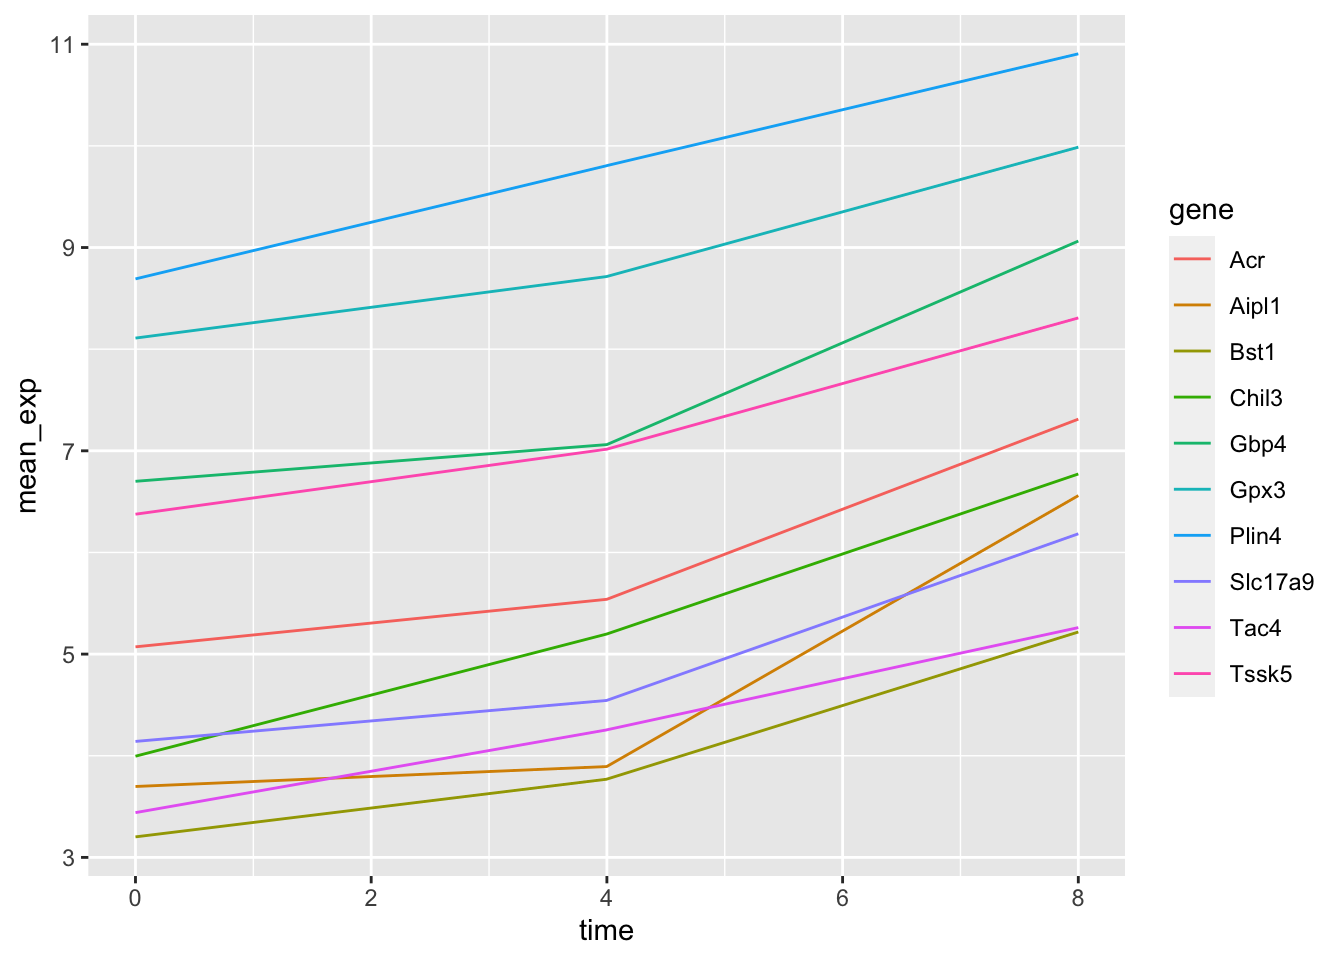 11
9
7
5
3
mean_exp
0 2 4 6 8
time
gene
Acr
Aipl1
Bst1
Chil3
Gbp4
Gpx3
Plin4
Slc17a9
Tac4
Tssk5